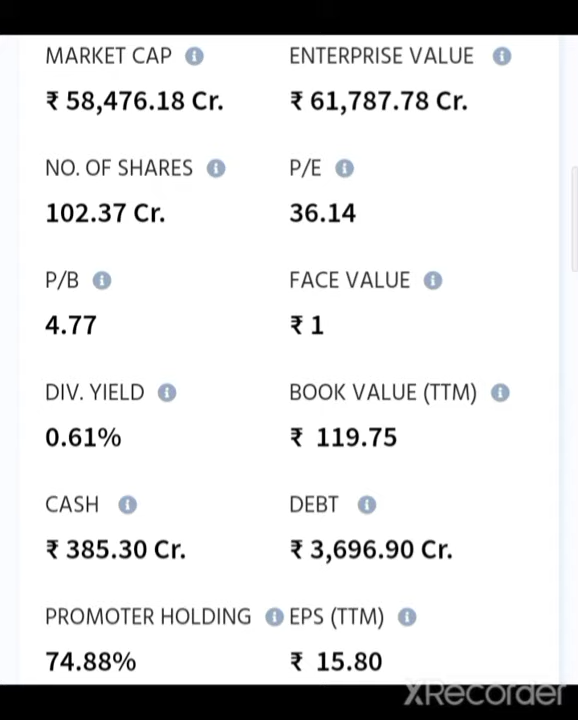 MARKET CAP ENTERPRISE VALUE
₹ 58,476.18 Cr. ₹ 61,787.78 Cr.
NO. OF SHARES P/E
102.37 Cr. 36.14
P/B FACE VALUE
4.77 ₹ 1
DIV. YIELD BOOK VALUE (TTM)
0.61% ₹ 119.75
CASH DEBT
₹ 385.30 Cr. ₹ 3,696.90 Cr.
PROMOTER HOLDING EPS (TTM)
74.88% ₹ 15.80
XRecorder